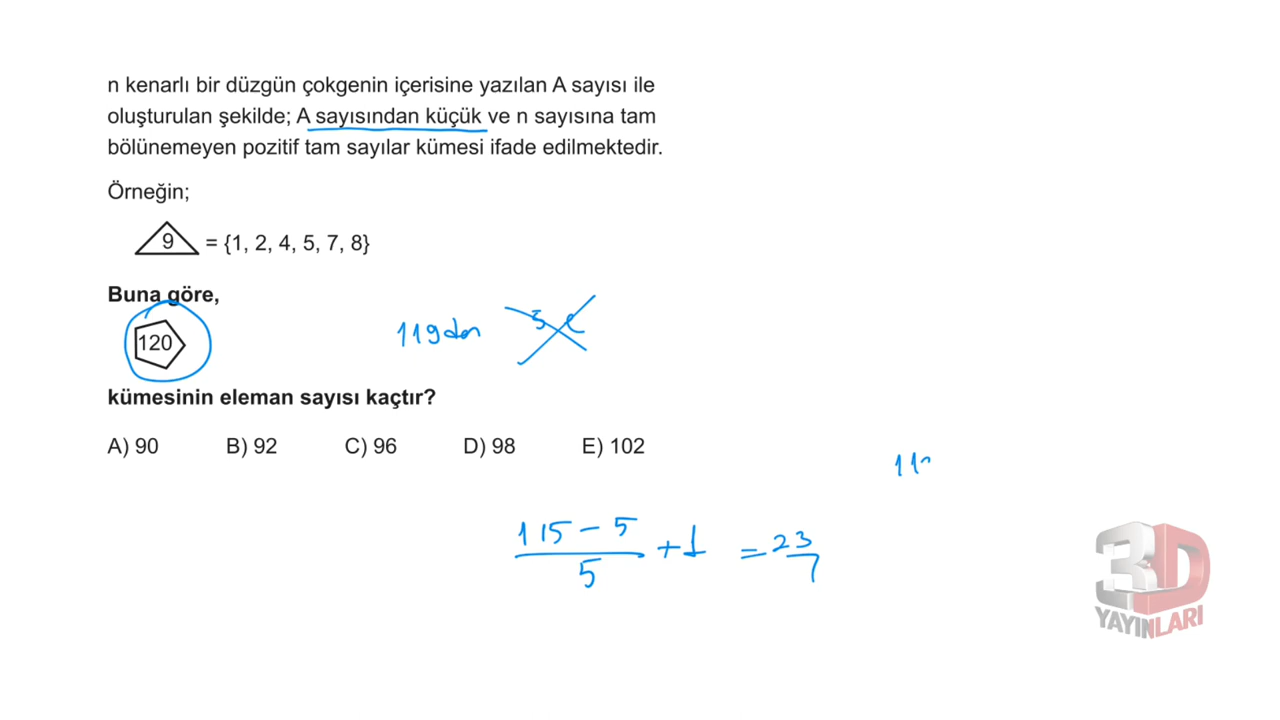 n kenarlı bir düzgün çokgenin içerisine yazılan A sayısı ile
oluşturulan şekilde; A sayısından küçük ve n sayısına tam
bölünemeyen pozitif tam sayılar kümesi ifade edilmektedir.
Örneğin;
9 = {1, 2, 4, 5, 7, 8}
Buna göre,
120
119dan 5
kümesinin eleman sayısı kaçtır?
A) 90 B) 92 C) 96 D) 98 E) 102
11
115 - 5
5
+ 1 = 23
3D
YAYINLARI